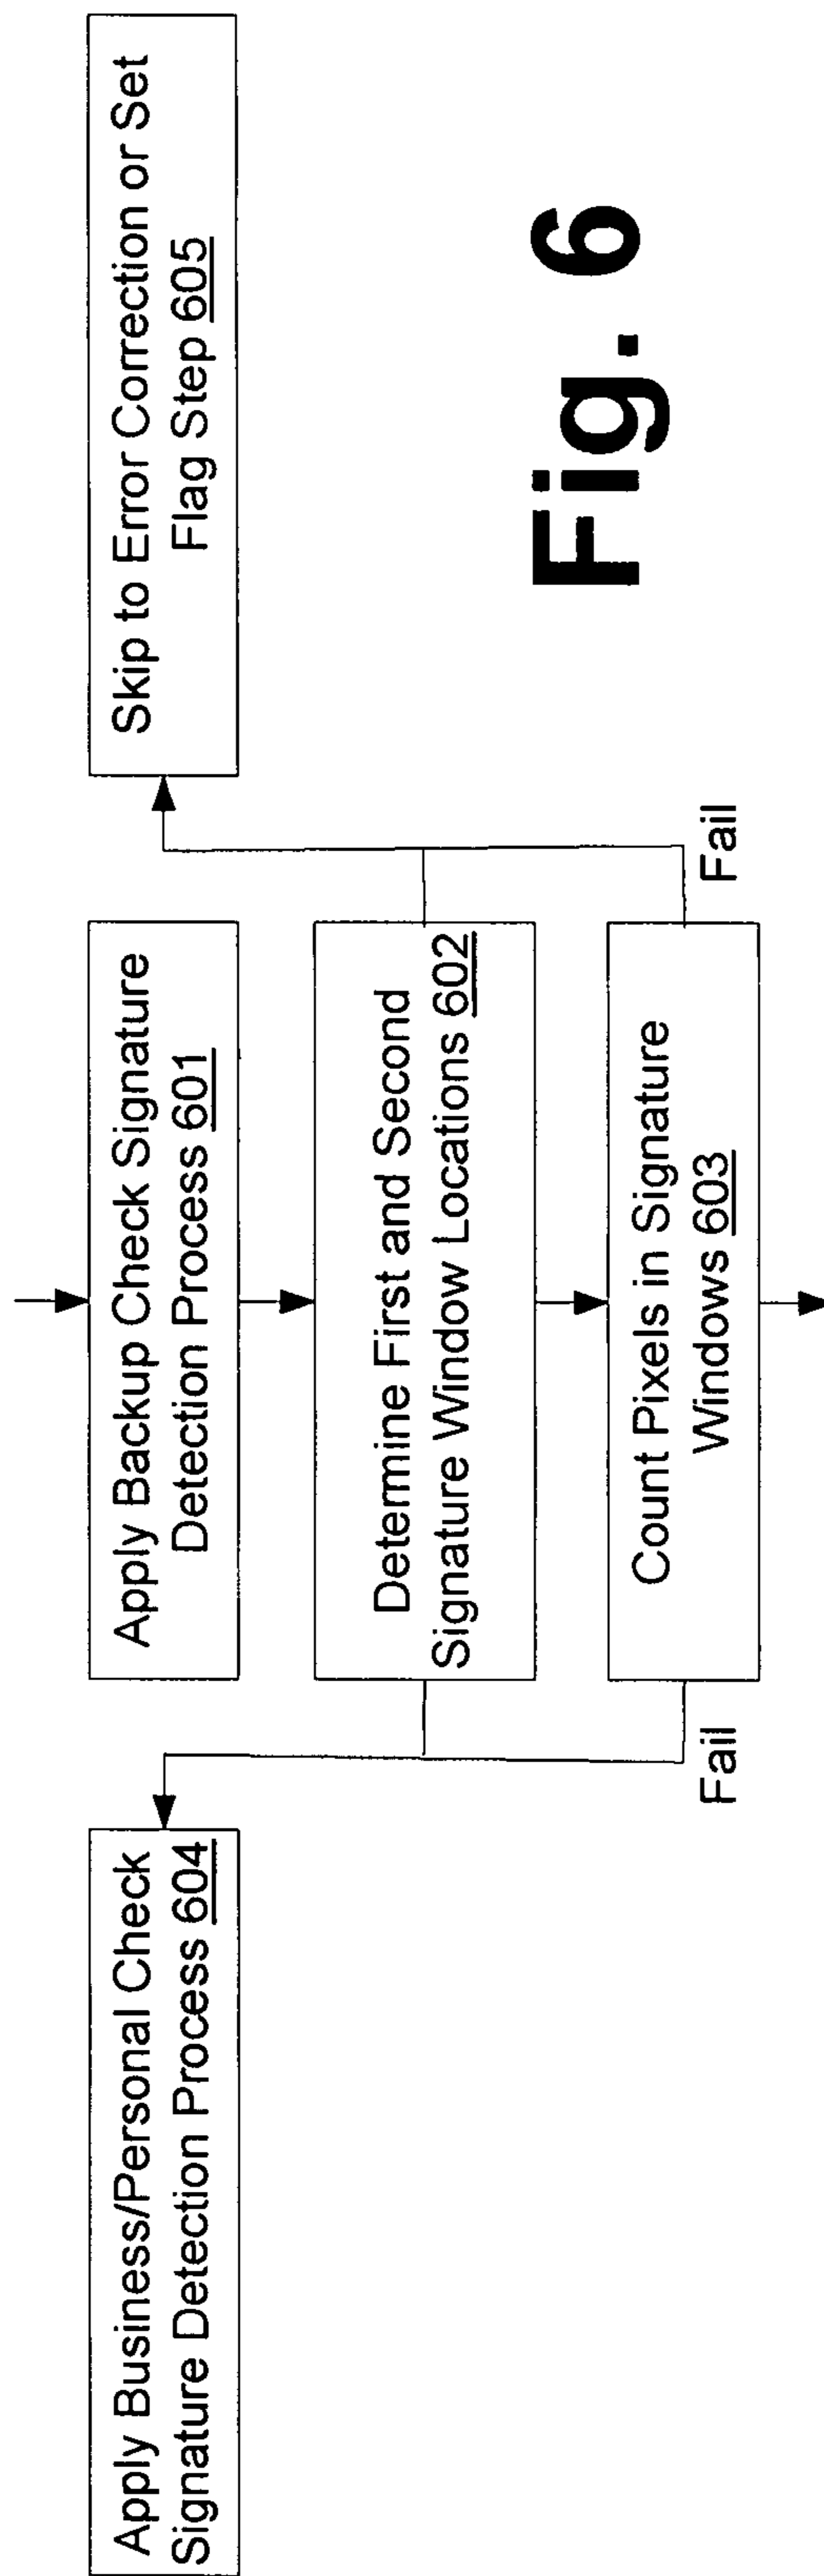 Apply Business/Personal Check
Signature Detection Process 604
Apply Backup Check Signature
Detection Process 601
Skip to Error Correction or Set
Flag Step 605
Determine First and Second
Signature Window Locations 602
Count Pixels in Signature
Windows 603
Fail
Fail
Fig. 6